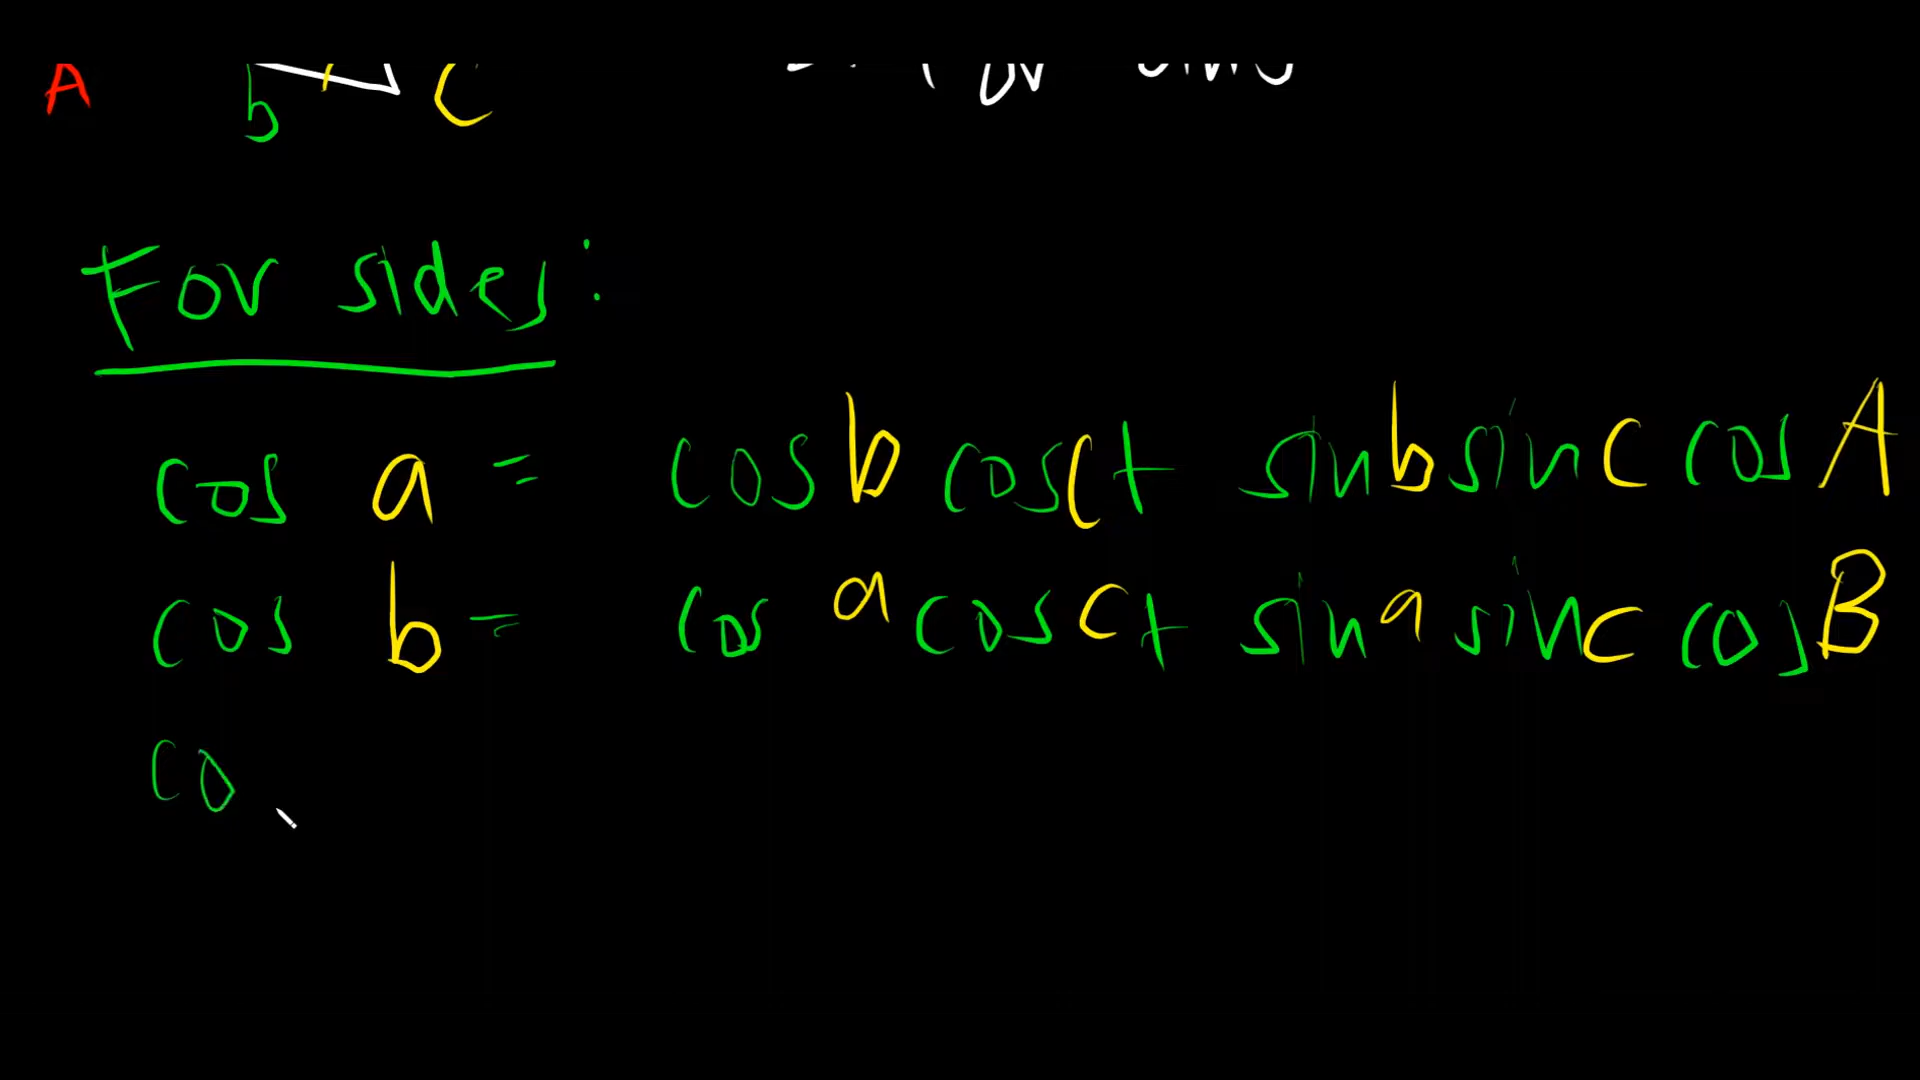 A b C
For sides:
cos a = cos b cos c + sin b sin c cos A
cos b = cos a cos c + sin a sin c cos B
co